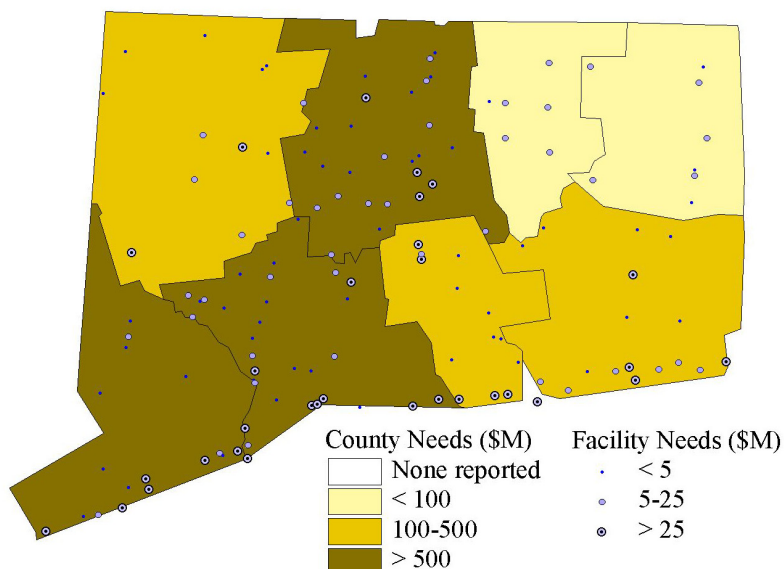 County Needs ($M)
None reported
< 100
100-500
> 500
Facility Needs ($M)
< 5
5-25
> 25